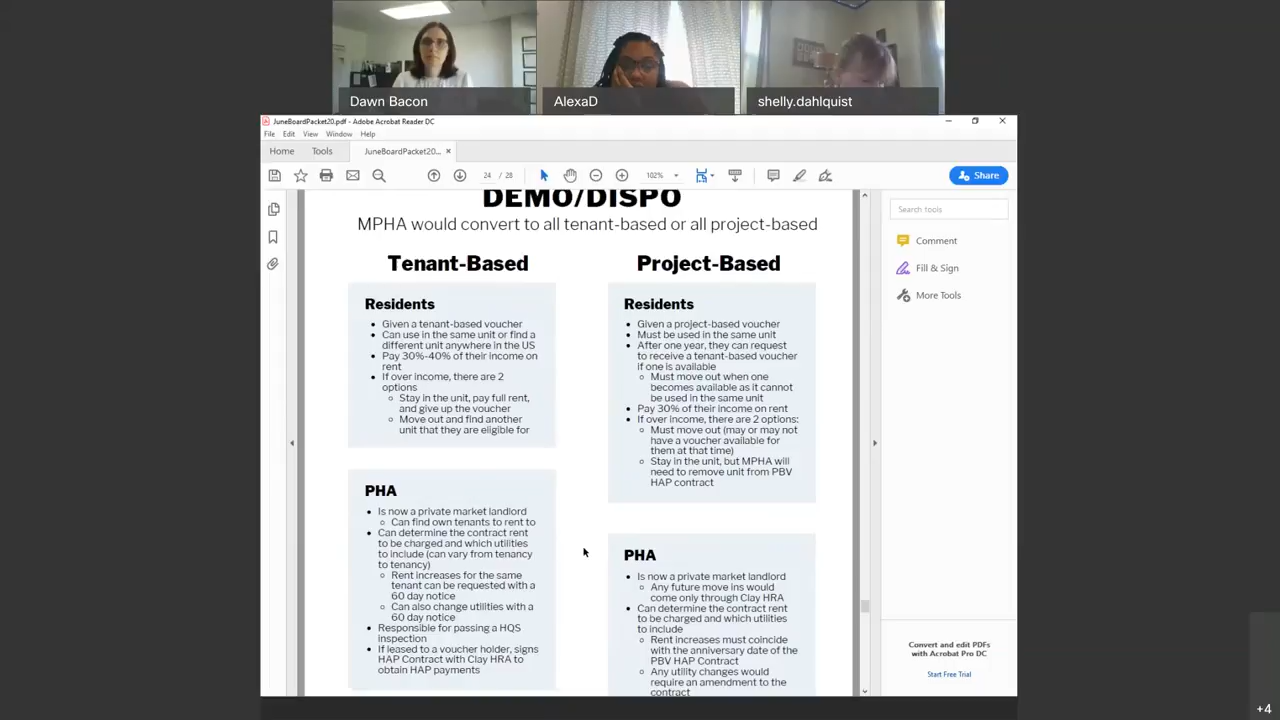 Dawn Bacon
AlexaD
shelly.dahlquist
JuneBoardPacket20.pdf - Adobe Acrobat Reader DC
File Edit View Window Help
Home Tools JuneBoardPacket20... ×
24 / 28 102% Share
DEMO/DISPO
MPHA would convert to all tenant-based or all project-based
Tenant-Based
Residents
• Given a tenant-based voucher
• Can use in the same unit or find a
different unit anywhere in the US
• Pay 30%-40% of their income on
rent
• If over income, there are 2
options
Stay in the unit, pay full rent,
and give up the voucher
Move out and find another
unit that they are eligible for
PHA
• Is now a private market landlord
Can find own tenants to rent to
• Can determine the contract rent
to be charged and which utilities
to include (can vary from tenancy
to tenancy)
Rent increases for the same
tenant can be requested with a
60 day notice
Can also change utilities with a
60 day notice
• Responsible for passing a HQS
inspection
• If leased to a voucher holder, signs
HAP Contract with Clay HRA to
obtain HAP payments
Project-Based
Residents
• Given a project-based voucher
• Must be used in the same unit
• After one year, they can request
to receive a tenant-based voucher
if one is available
Must move out when one
becomes available as it cannot
be used in the same unit
• Pay 30% of their income on rent
• If over income, there are 2 options:
Must move out (may or may not
have a voucher available for
them at that time)
Stay in the unit, but MPHA will
need to remove unit from PBV
HAP contract
PHA
• Is now a private market landlord
Any future move ins would
come only through Clay HRA
• Can determine the contract rent
to be charged and which utilities
to include
Rent increases must coincide
with the anniversary date of the
PBV HAP Contract
Any utility changes would
require an amendment to the
contract
Search tools
Comment
Fill & Sign
More Tools
Convert and edit PDFs
with Acrobat Pro DC
Start Free Trial
+4